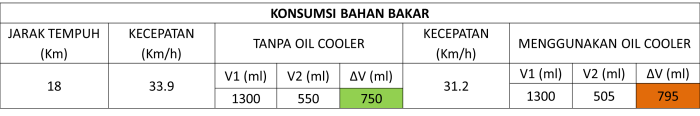 KONSUMSI BAHAN BAKAR
JARAK TEMPUH (Km) KECEPATAN (Km/h) TANPA OIL COOLER KECEPATAN (Km/h) MENGGUNAKAN OIL COOLER
18 33.9 V1 (ml) V2 (ml) ΔV (ml) 31.2 V1 (ml) V2 (ml) ΔV (ml)
1300 550 750 1300 505 795